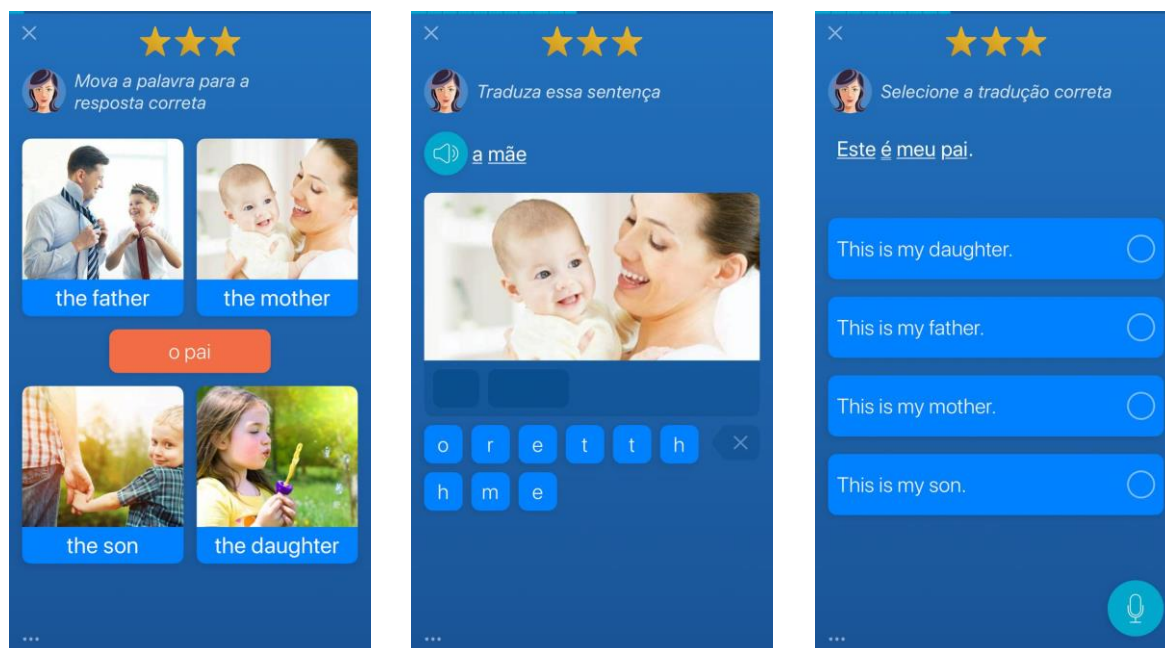 Mova a palavra para a
resposta correta
the father
the mother
o pai
the son
the daughter
...
Traduza essa sentença
a mãe
o r e t t h
h m e
...
Selecione a tradução correta
Este é meu pai.
This is my daughter.
This is my father.
This is my mother.
This is my son.
...